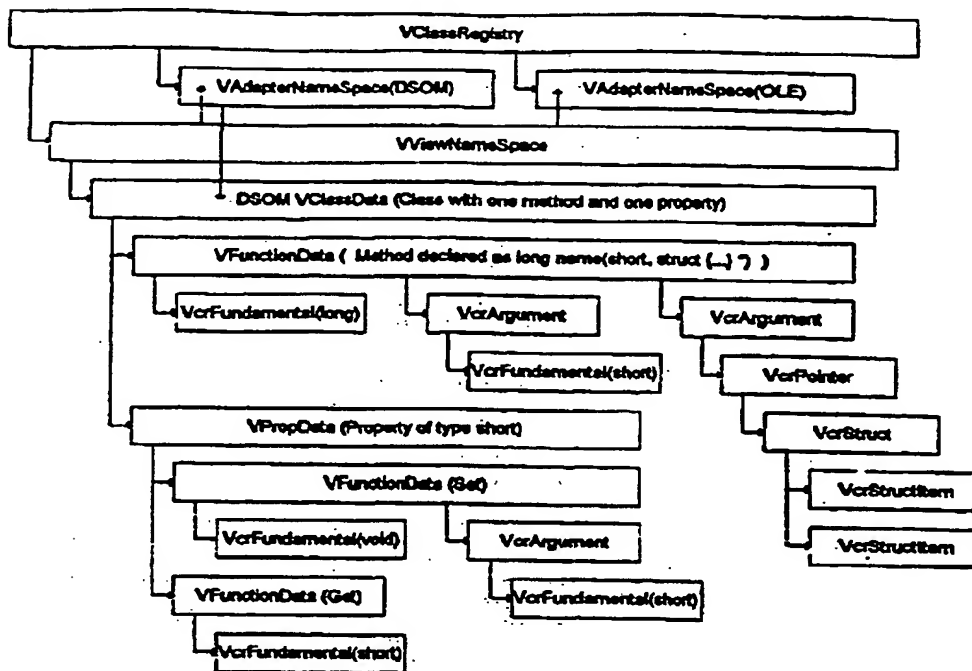 VClassRegistry
VAdapterNameSpace(DSOM)
VAdapterNameSpace('OLE)
VViewNameSpace
DSOM VClassData (Class with one method and one property)
VFunctionData ( Method declared as long name(short, struct {...} *) )
VcrFundamental(long)
VcrArgument
VcrArgument
VcrFundamental(short)
VcrPointer
VPropData (Property of type short)
VcrStruct
VFunctionData (Set)
VcrStructItem
VcrFundamental(void)
VcrArgument
VcrStructItem
VFunctionData (Get)
VcrFundamental(short)
VcrFundamental(short)